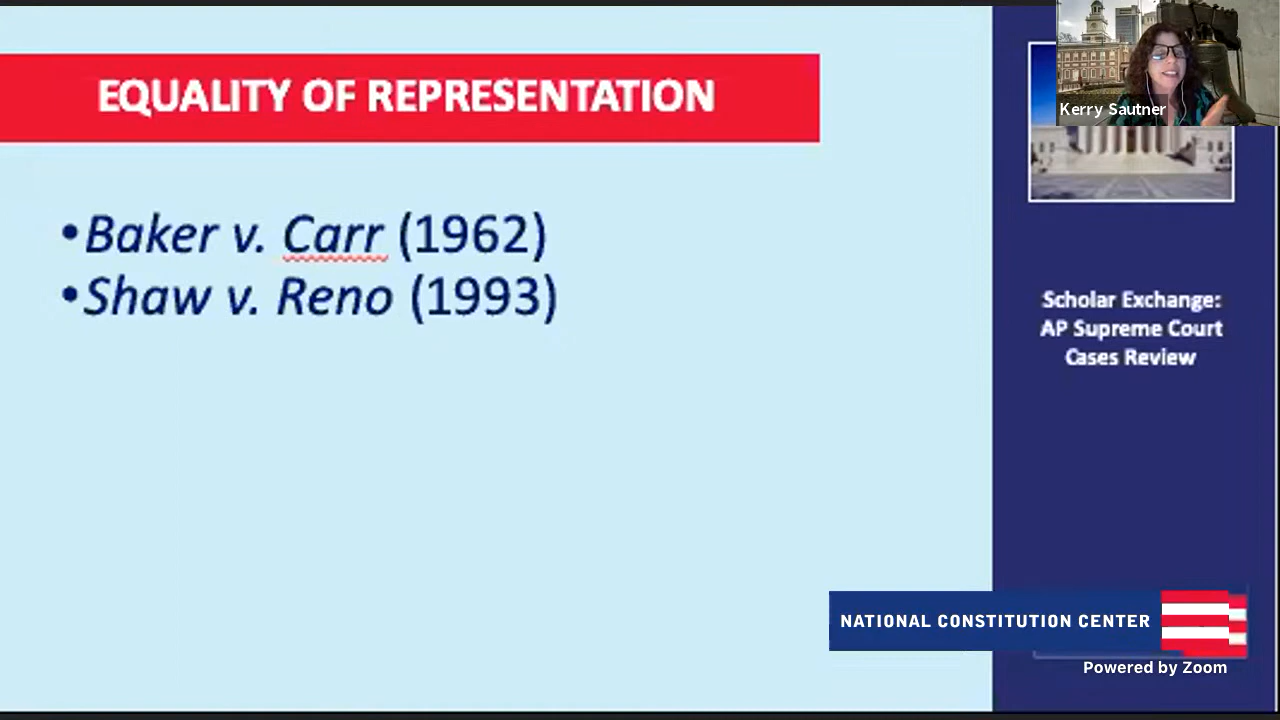 EQUALITY OF REPRESENTATION
•Baker v. Carr (1962)
•Shaw v. Reno (1993)
Kerry Sautner
Scholar Exchange:
AP Supreme Court
Cases Review
NATIONAL CONSTITUTION CENTER
Powered by Zoom